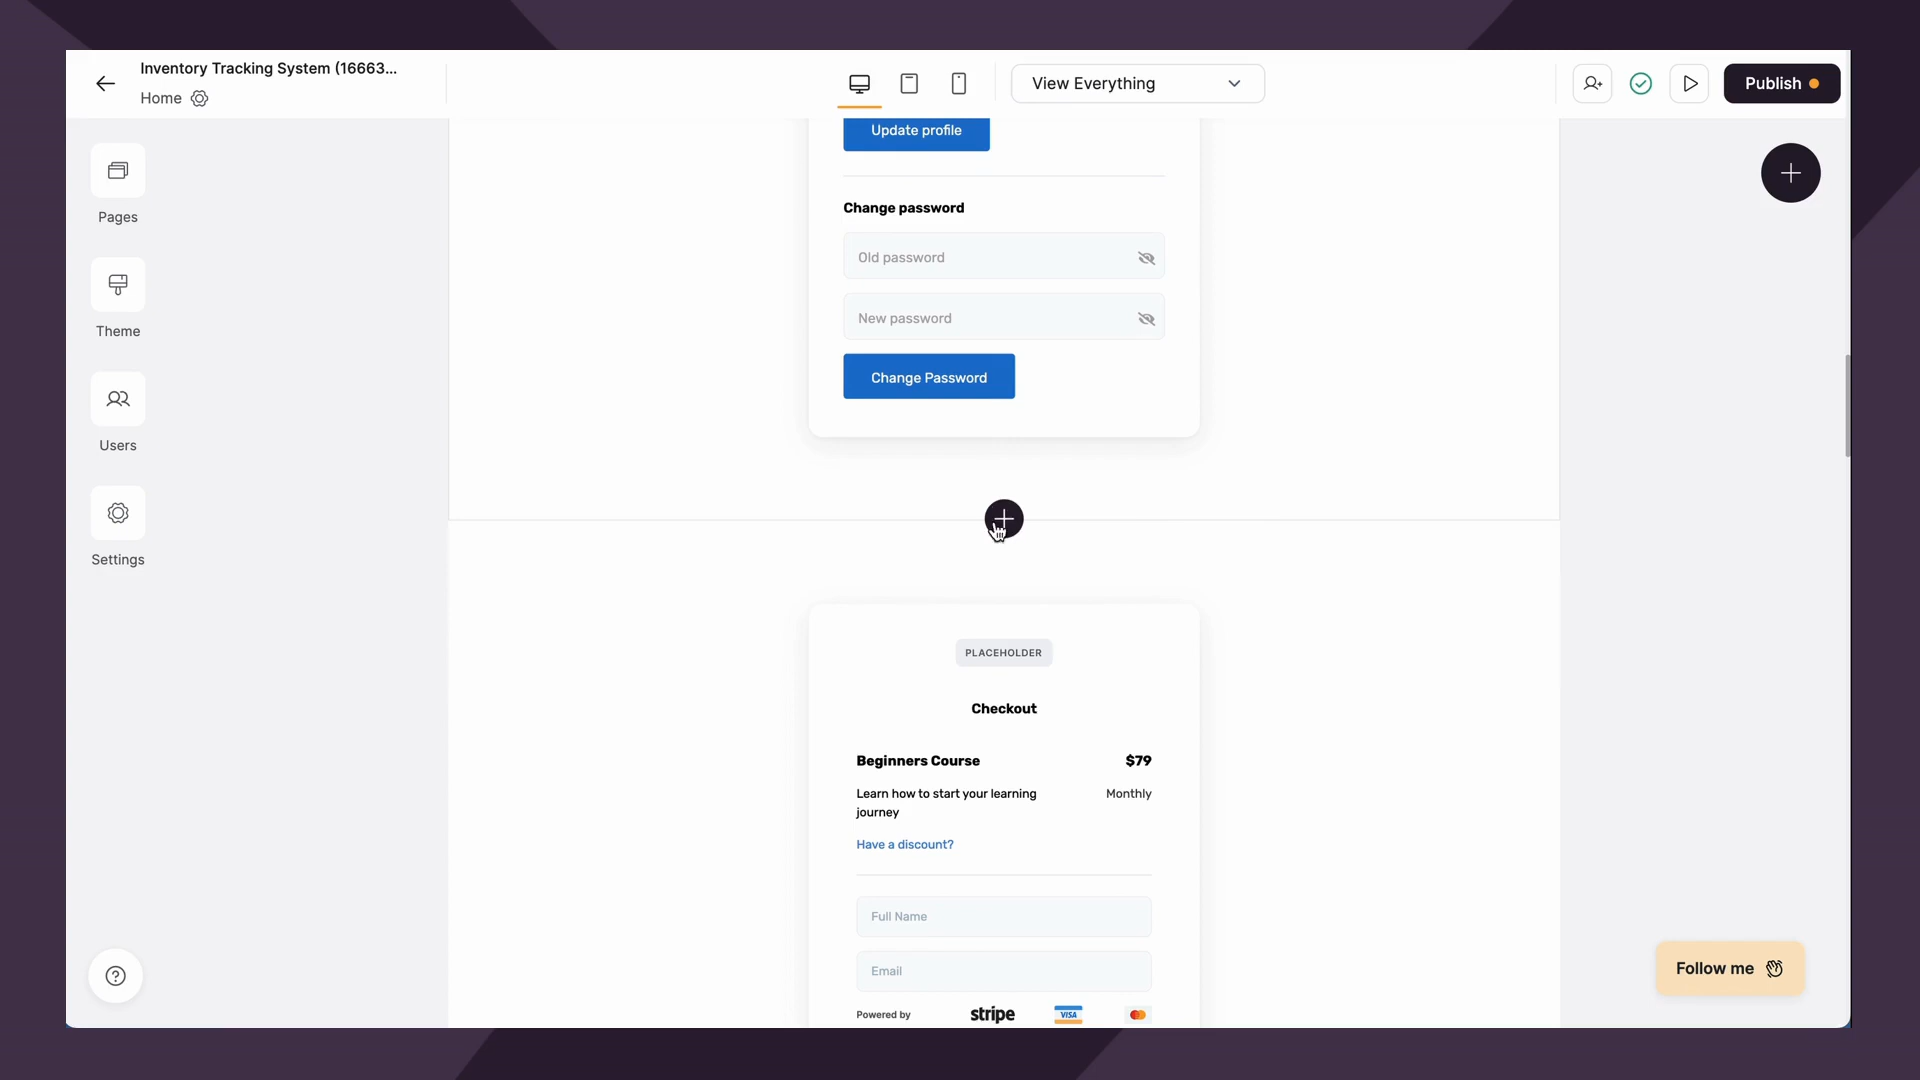 Inventory Tracking System (16663...
Home
View Everything
Publish
Pages
Theme
Users
Settings
Update profile
Change password
Old password
New password
Change Password
PLACEHOLDER
Checkout
Beginners Course
$79
Learn how to start your learning
journey
Monthly
Have a discount?
Full Name
Email
Powered by
stripe
VISA
Follow me